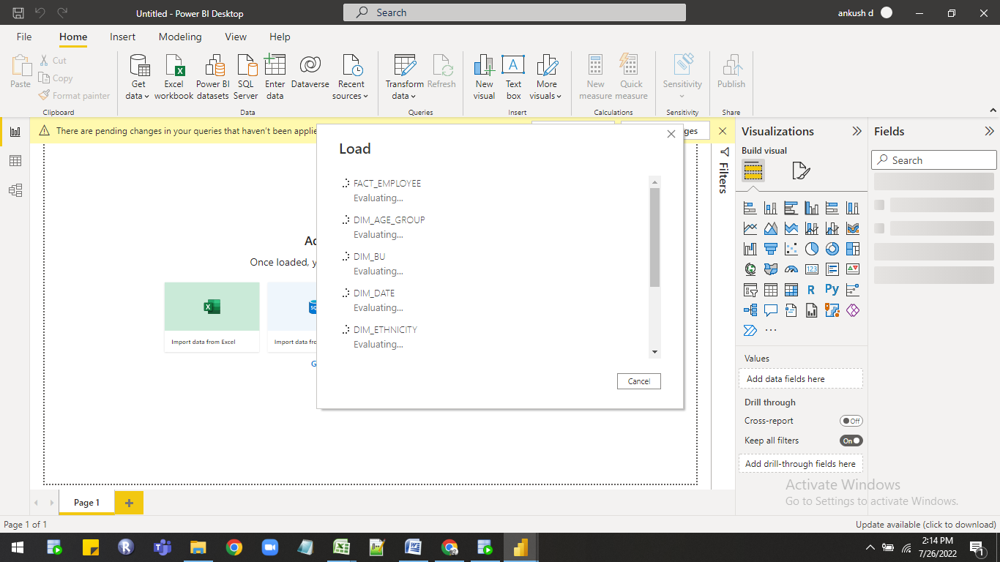 Untitled - Power BI Desktop
Search
ankush d
File Home Insert Modeling View Help
Paste
Cut
Copy
Format painter
Clipboard
Get data
Excel workbook
Power BI datasets
SQL Server
Enter data
Dataverse
Recent sources
Data
Transform data
Refresh
Queries
New visual
Text box
More visuals
Insert
New measure
Quick measure
Calculations
Sensitivity
Sensitivity
Publish
Share
There are pending changes in your queries that haven't been applie
ges
Load
FACT_EMPLOYEE
Evaluating...
DIM_AGE_GROUP
Evaluating...
DIM_BU
Evaluating...
DIM_DATE
Evaluating...
DIM_ETHNICITY
Evaluating...
Cancel
Once loaded, y
Import data from Excel
Import data fro
G
Filters
Visualizations
Build visual
123
R
Py
Values
Add data fields here
Drill through
Cross-report
Off
Keep all filters
On
Add drill-through fields here
Fields
Search
Activate Windows
Go to Settings to activate Windows.
Page 1
Page 1 of 1
Update available (click to download)
2:14 PM
7/26/2022
1